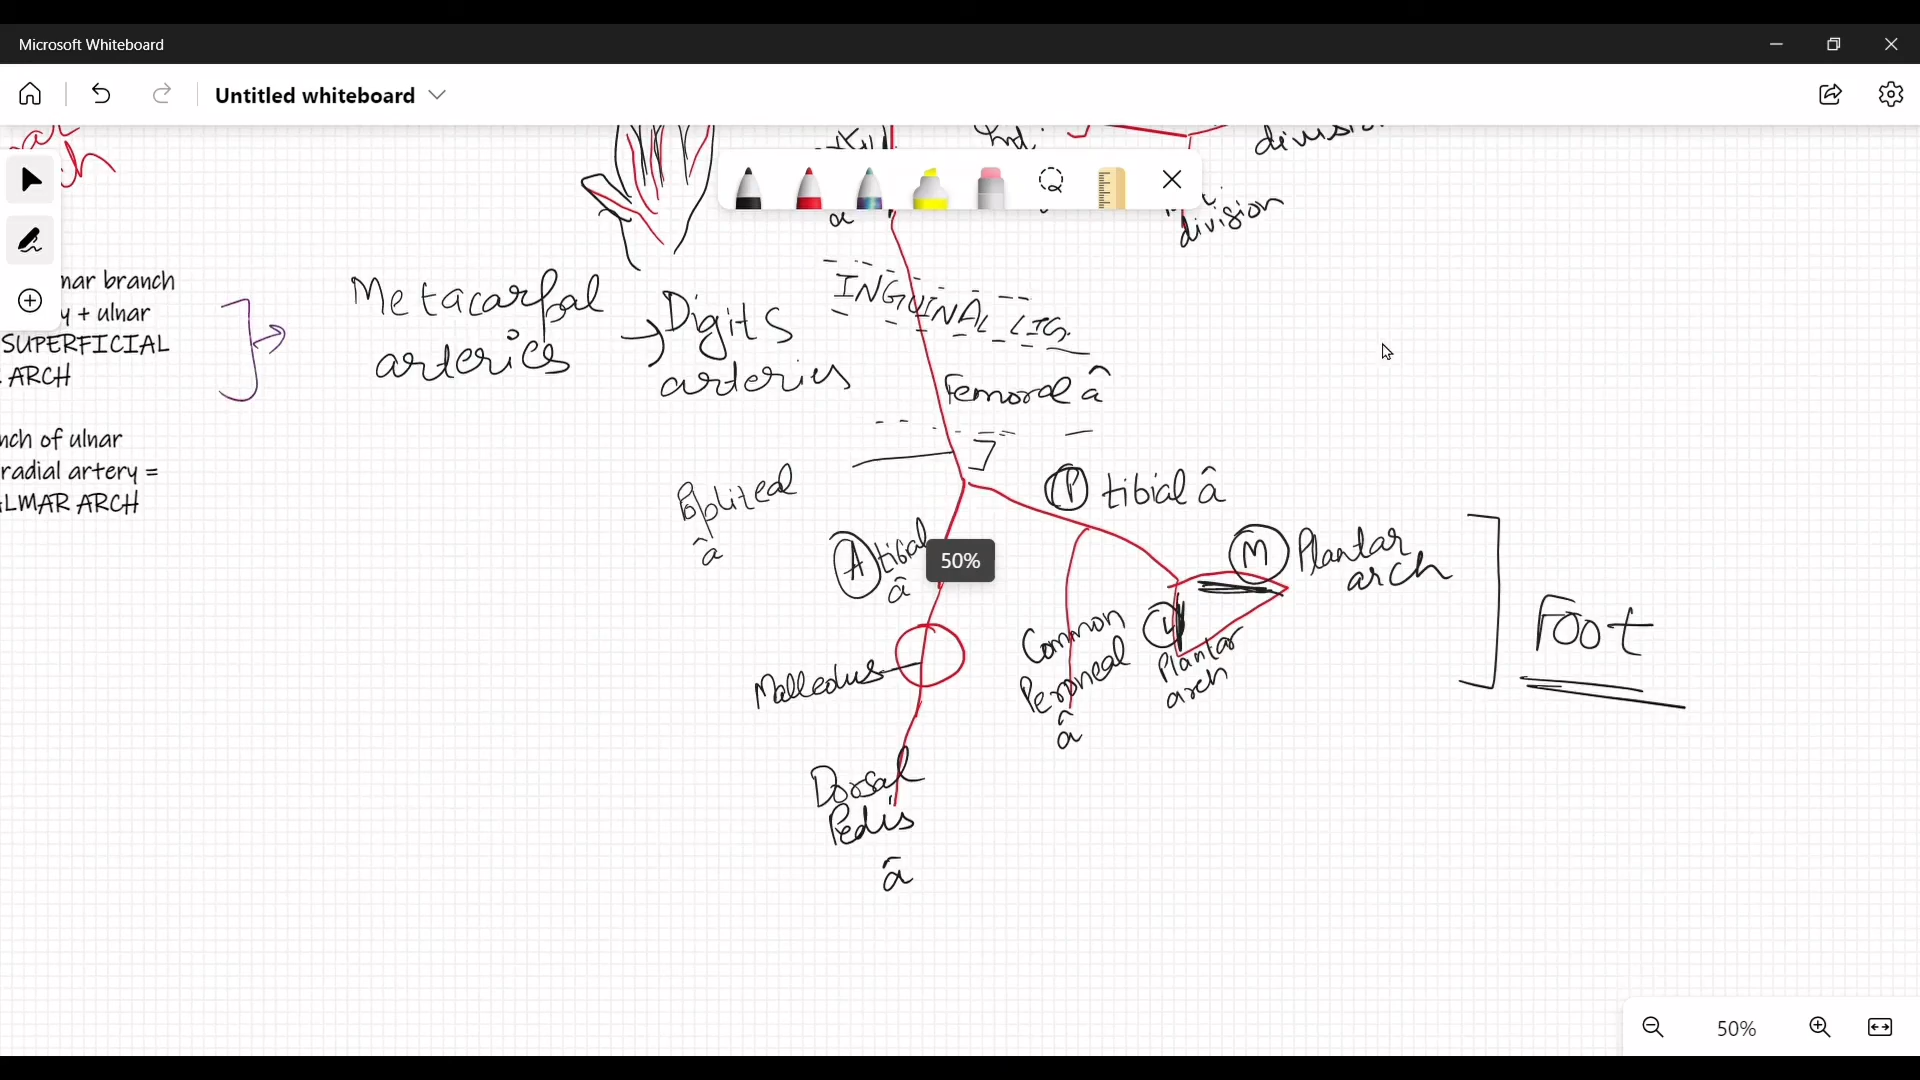 Microsoft Whiteboard
Untitled whiteboard
division
a
division
mar branch
y + ulnar
SUPERFICIAL
ARCH
Metacarpal
arteries
Digits
arteries
INGUINAL LIG.
Femoral a
nch of ulnar
radial artery =
LMAR ARCH
Popliteal
a
P tibial a
A tibial
a
50%
M Plantar
arch
Foot
Malleolus
Common
Peroneal
a
L
Plantar
arch
Dorsal
Pedis
a
50%